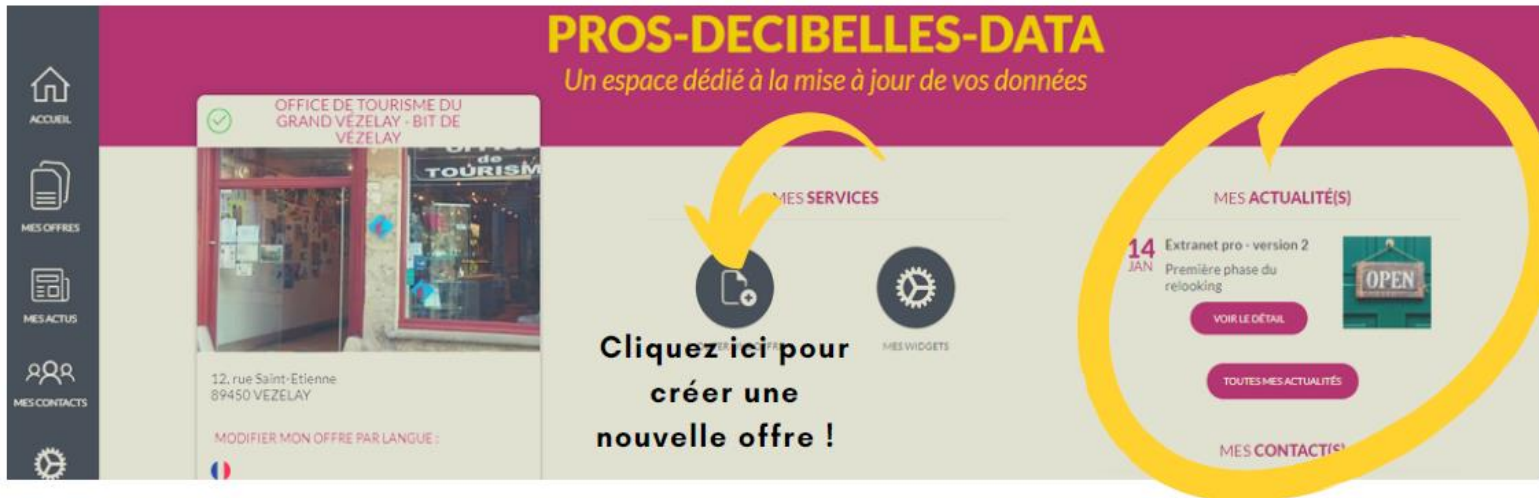 PROS-DECIBELLES-DATA
Un espace dédié à la mise à jour de vos données
ACCUEIL
MES OFFRES
MES ACTUS
MES CONTACTS
OFFICE DE TOURISME DU
GRAND VÉZELAY - BIT DE
VÉZELAY
OFFICE
de
TOURISM
12, rue Saint-Etienne
89450 VEZELAY
MODIFIER MON OFFRE PAR LANGUE :
MES SERVICES
MES WIDGETS
Cliquez ici pour
créer une
nouvelle offre !
MES ACTUALITÉ(S)
14
JAN
Extranet pro - version 2
Première phase du
relooking
OPEN
VOIR LE DÉTAIL
TOUTES MES ACTUALITÉS
MES CONTACT(S)